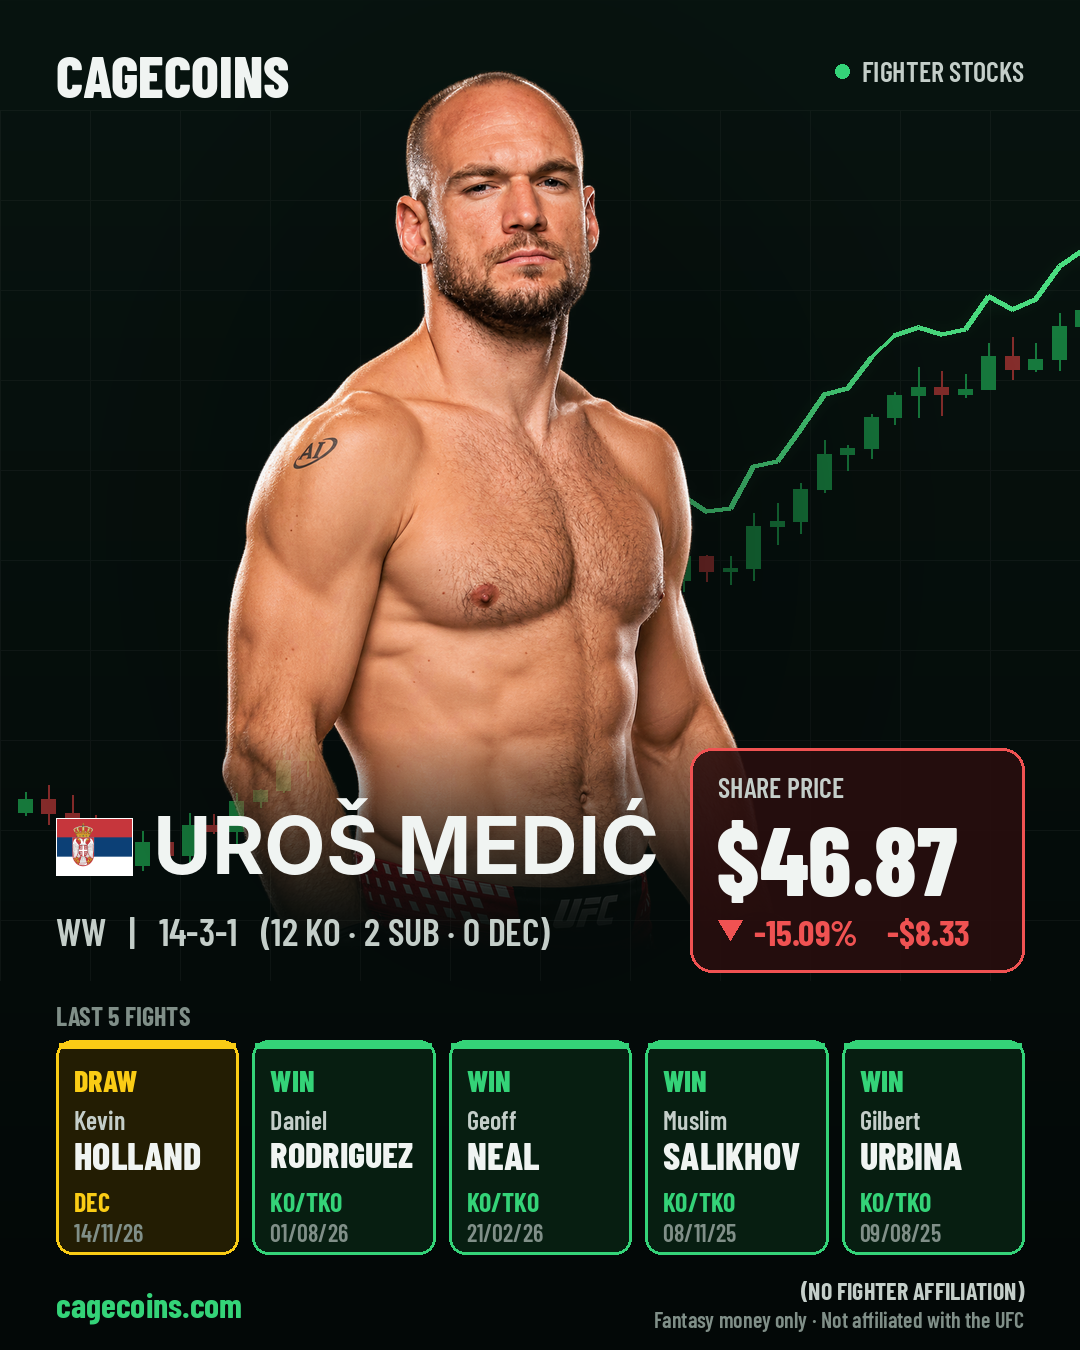 CAGECOINS
FIGHTER STOCKS
AI
SHARE PRICE
$46.87
-15.09% -$8.33
UROŠ MEDIĆ
UFC
WW | 14-3-1 (12 KO · 2 SUB · 0 DEC)
LAST 5 FIGHTS
DRAW
Kevin
HOLLAND
DEC
14/11/26
WIN
Daniel
RODRIGUEZ
KO/TKO
01/08/26
WIN
Geoff
NEAL
KO/TKO
21/02/26
WIN
Muslim
SALIKHOV
KO/TKO
08/11/25
WIN
Gilbert
URBINA
KO/TKO
09/08/25
cagecoins.com
(NO FIGHTER AFFILIATION)
Fantasy money only · Not affiliated with the UFC